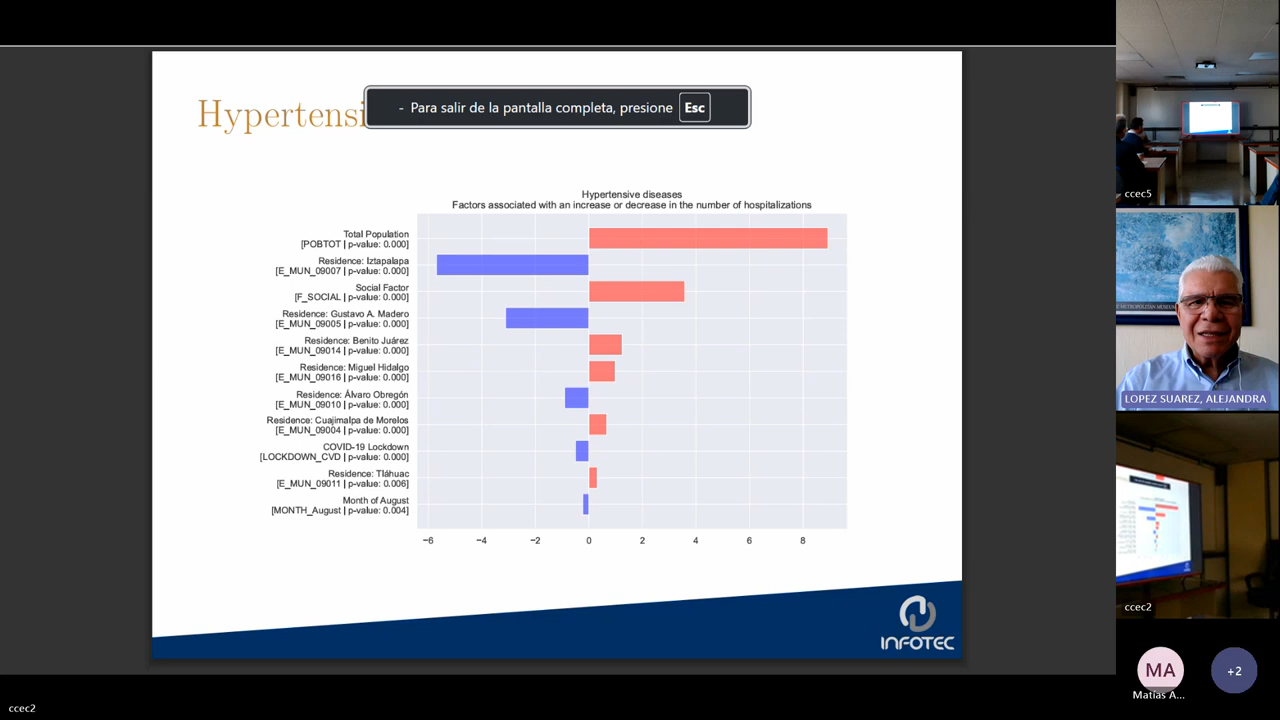 Hypertensi
- Para salir de la pantalla completa, presione Esc
Hypertensive diseases
Factors associated with an increase or decrease in the number of hospitalizations
Total Population
[POBTOT | p-value: 0.000]
Residence: Iztapalapa
[E_MUN_09007 | p-value: 0.000]
Social Factor
[F_SOCIAL | p-value: 0.000]
Residence: Gustavo A. Madero
[E_MUN_09005 | p-value: 0.000]
Residence: Benito Juárez
[E_MUN_09014 | p-value: 0.000]
Residence: Miguel Hidalgo
[E_MUN_09016 | p-value: 0.000]
Residence: Álvaro Obregón
[E_MUN_09010 | p-value: 0.000]
Residence: Cuajimalpa de Morelos
[E_MUN_09004 | p-value: 0.000]
COVID-19 Lockdown
[LOCKDOWN_CVD | p-value: 0.000]
Residence: Tláhuac
[E_MUN_09011 | p-value: 0.006]
Month of August
[MONTH_August | p-value: 0.004]
−6 −4 −2 0 2 4 6 8
INFOTEC
ccec2
ccec5
METROPOLITAN MUSEUM
LOPEZ SUAREZ, ALEJANDRA
ccec2
MA
Matías A...
+2